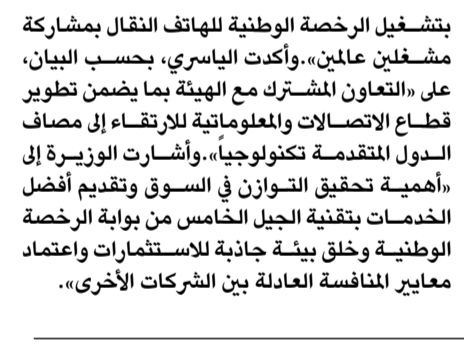 بتشغيل الرخصة الوطنية للهاتف النقال بمشاركة
مشغلين عالمين».وأكدت الياسري، بحسب البيان،
على «التعاون المشترك مع الهيئة بما يضمن تطوير
قطاع الاتصالات والمعلوماتية للارتقاء إلى مصاف
الدول المتقدمة تكنولوجياً».وأشارت الوزيرة إلى
«أهمية تحقيق التوازن في السوق وتقديم أفضل
الخدمات بتقنية الجيل الخامس من بوابة الرخصة
الوطنية وخلق بيئة جاذبة للاستثمارات واعتماد
معايير المنافسة العادلة بين الشركات الأخرى».